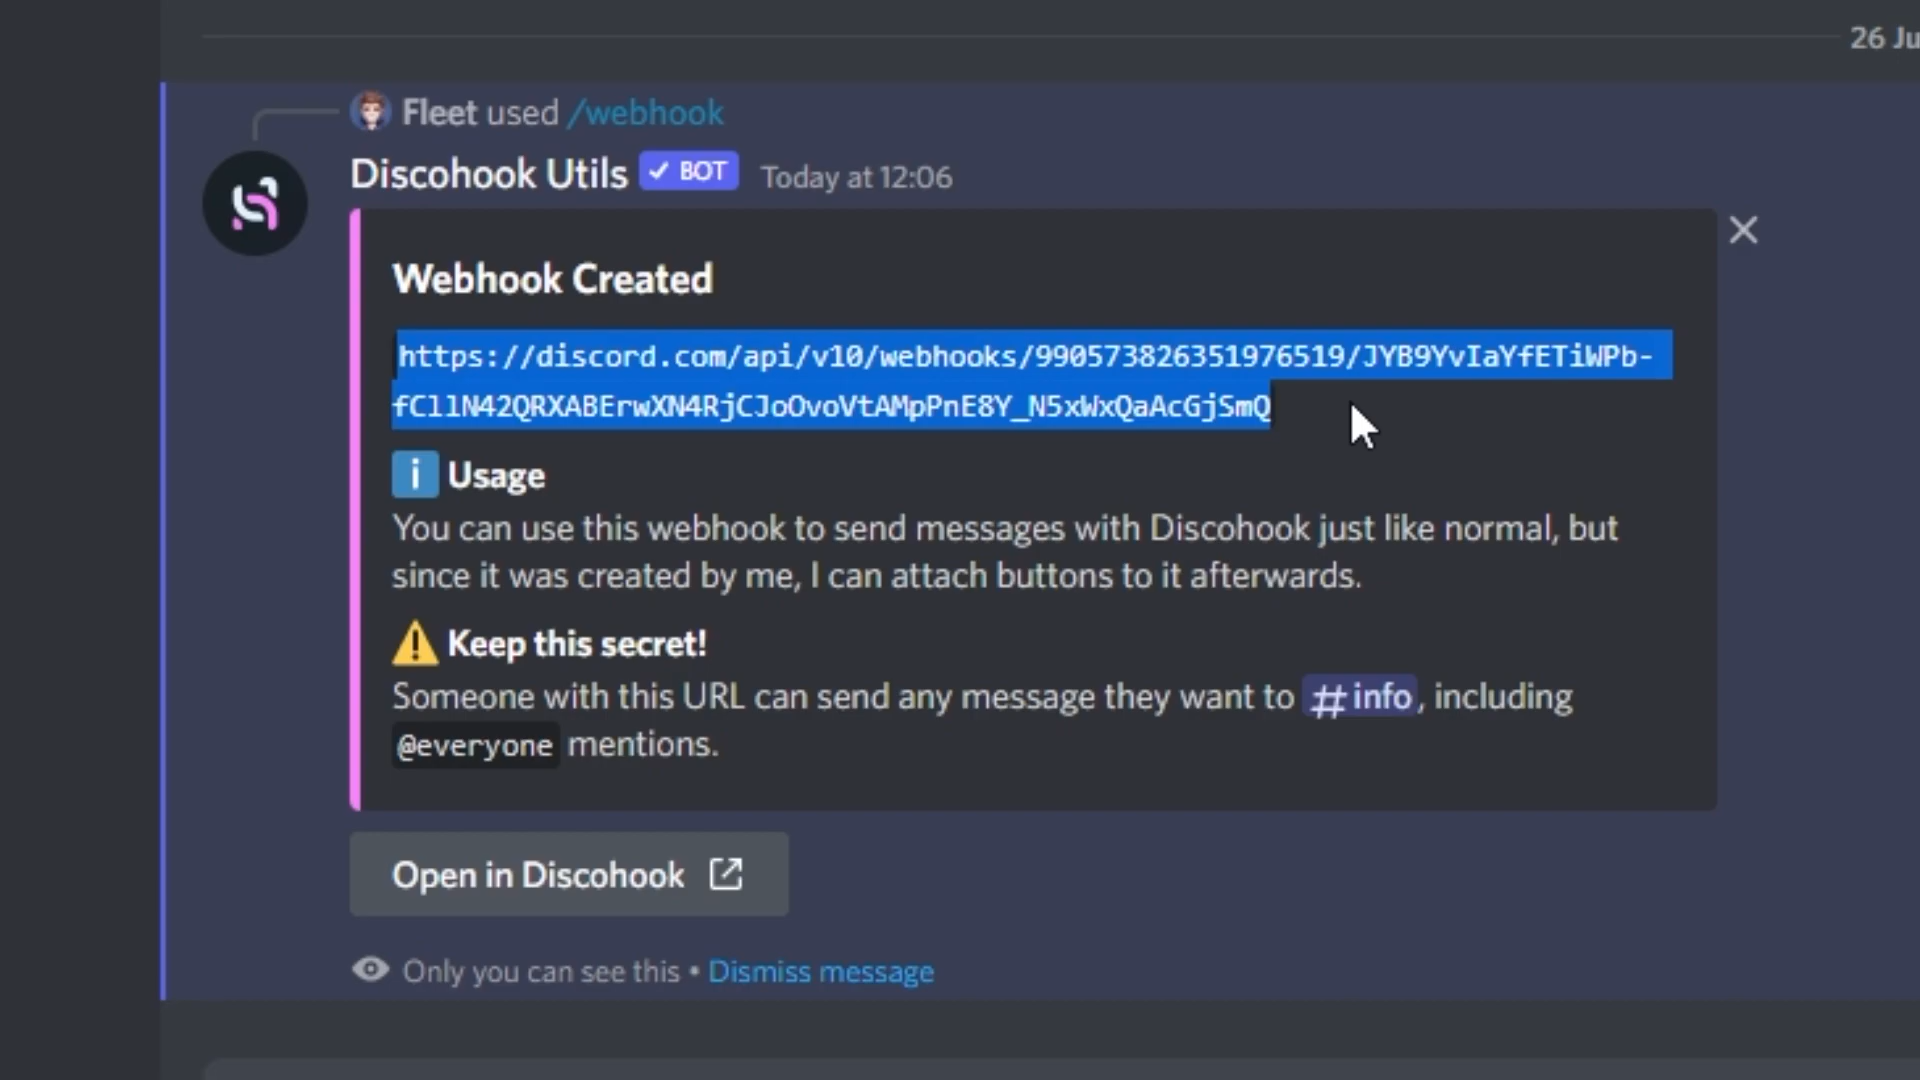 26 Ju
Fleet used /webhook
Discohook Utils BOT Today at 12:06
Webhook Created
https://discord.com/api/v10/webhooks/990573826351976519/JYB9YvIaYfETiWPb-
fCllN42QRXABErwXN4RjCJoOvoVtAMpPnE8Y_N5xWxQaAcGjSmQ
i Usage
You can use this webhook to send messages with Discohook just like normal, but
since it was created by me, I can attach buttons to it afterwards.
Keep this secret!
Someone with this URL can send any message they want to #info, including
@everyone mentions.
Open in Discohook
Only you can see this • Dismiss message